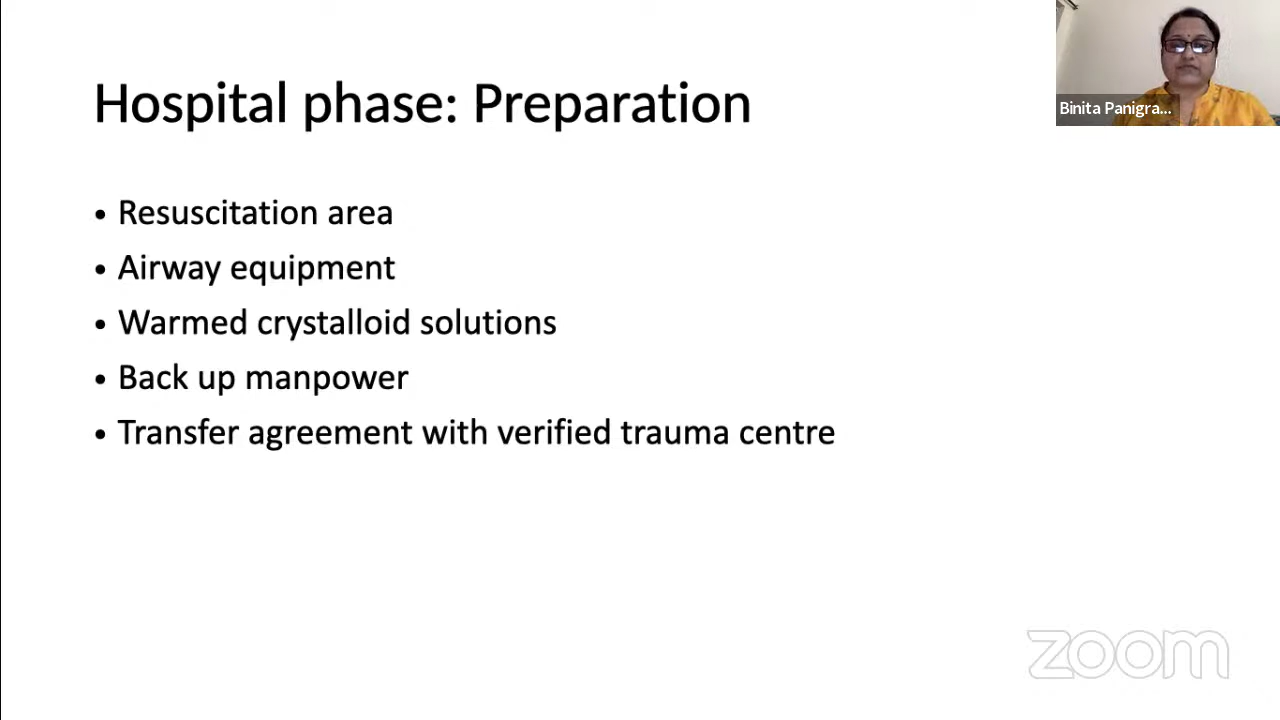 Hospital phase: Preparation
Binita Panigra...
• Resuscitation area
• Airway equipment
• Warmed crystalloid solutions
• Back up manpower
• Transfer agreement with verified trauma centre
zoom